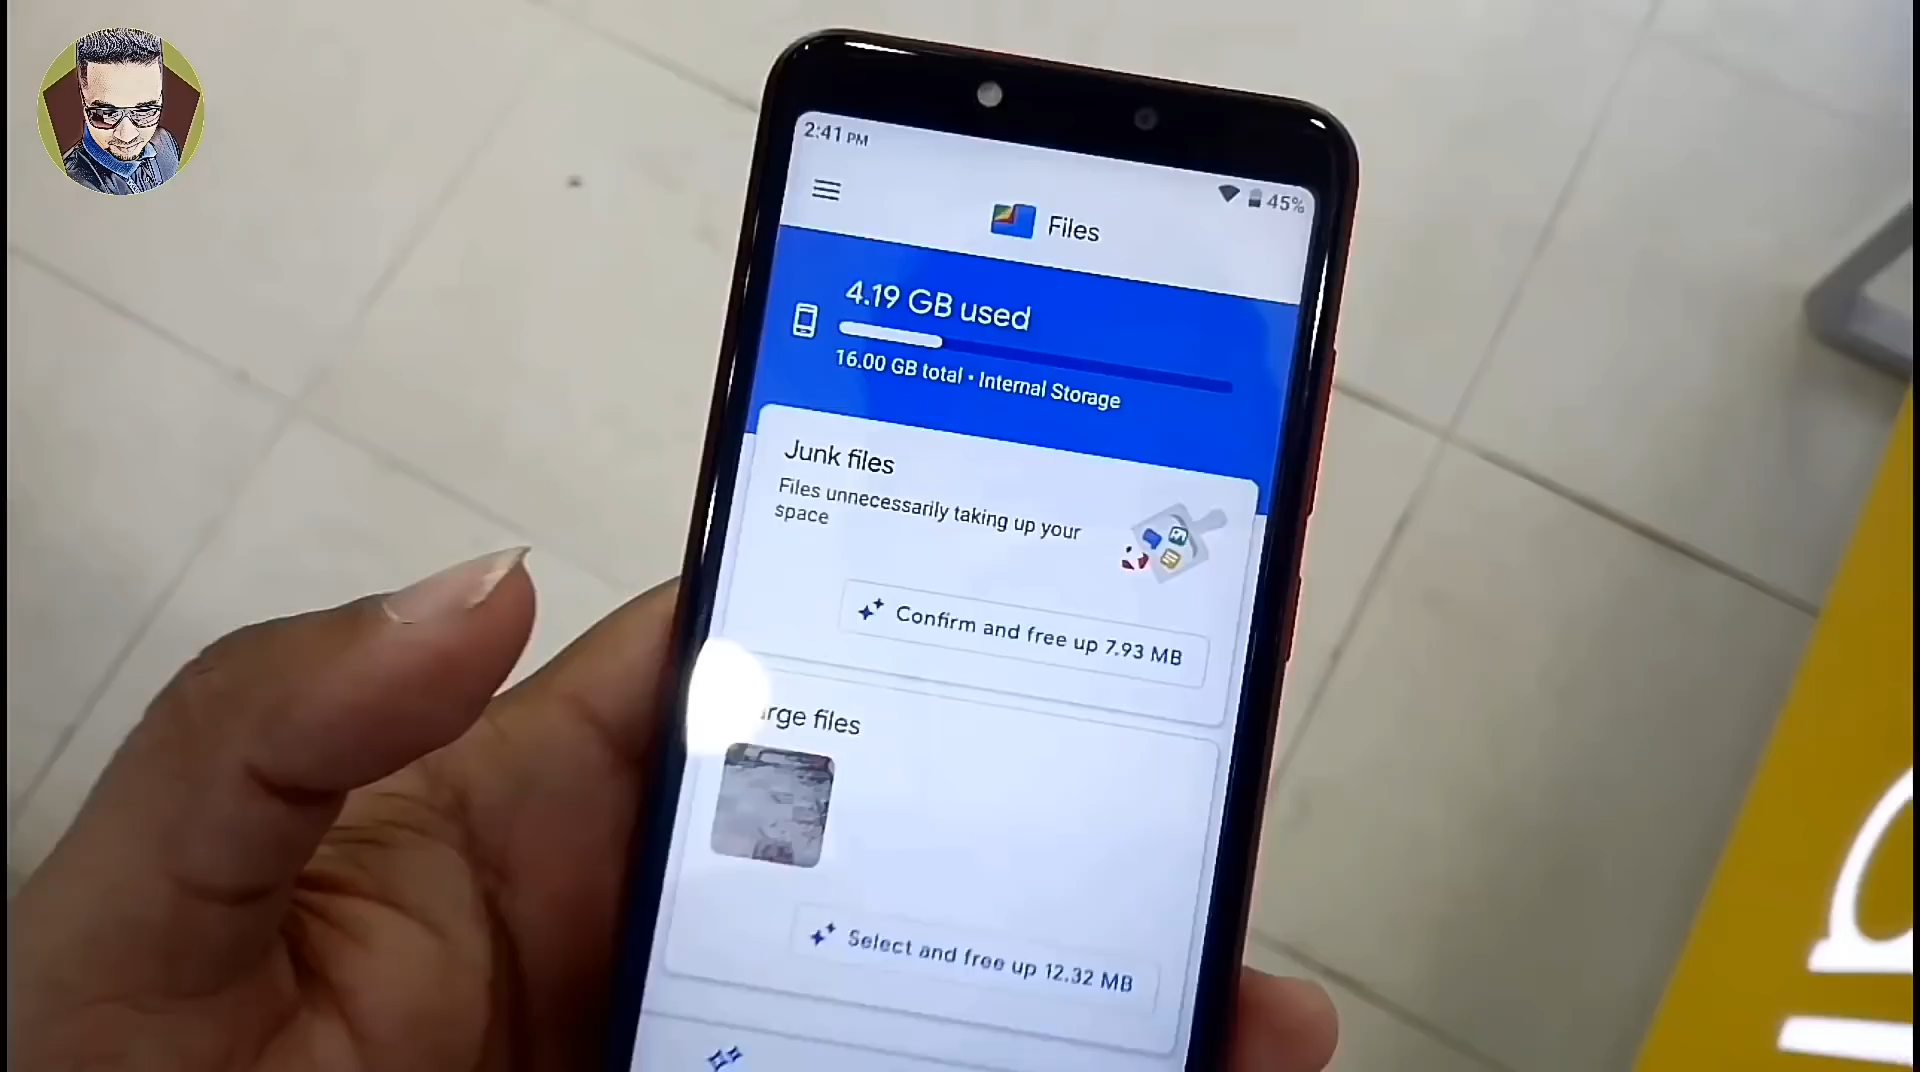 2:41 PM
45%
Files
4.19 GB used
16.00 GB total • Internal Storage
Junk files
Files unnecessarily taking up your
space
Confirm and free up 7.93 MB
files
Select and free up 12.32 MB